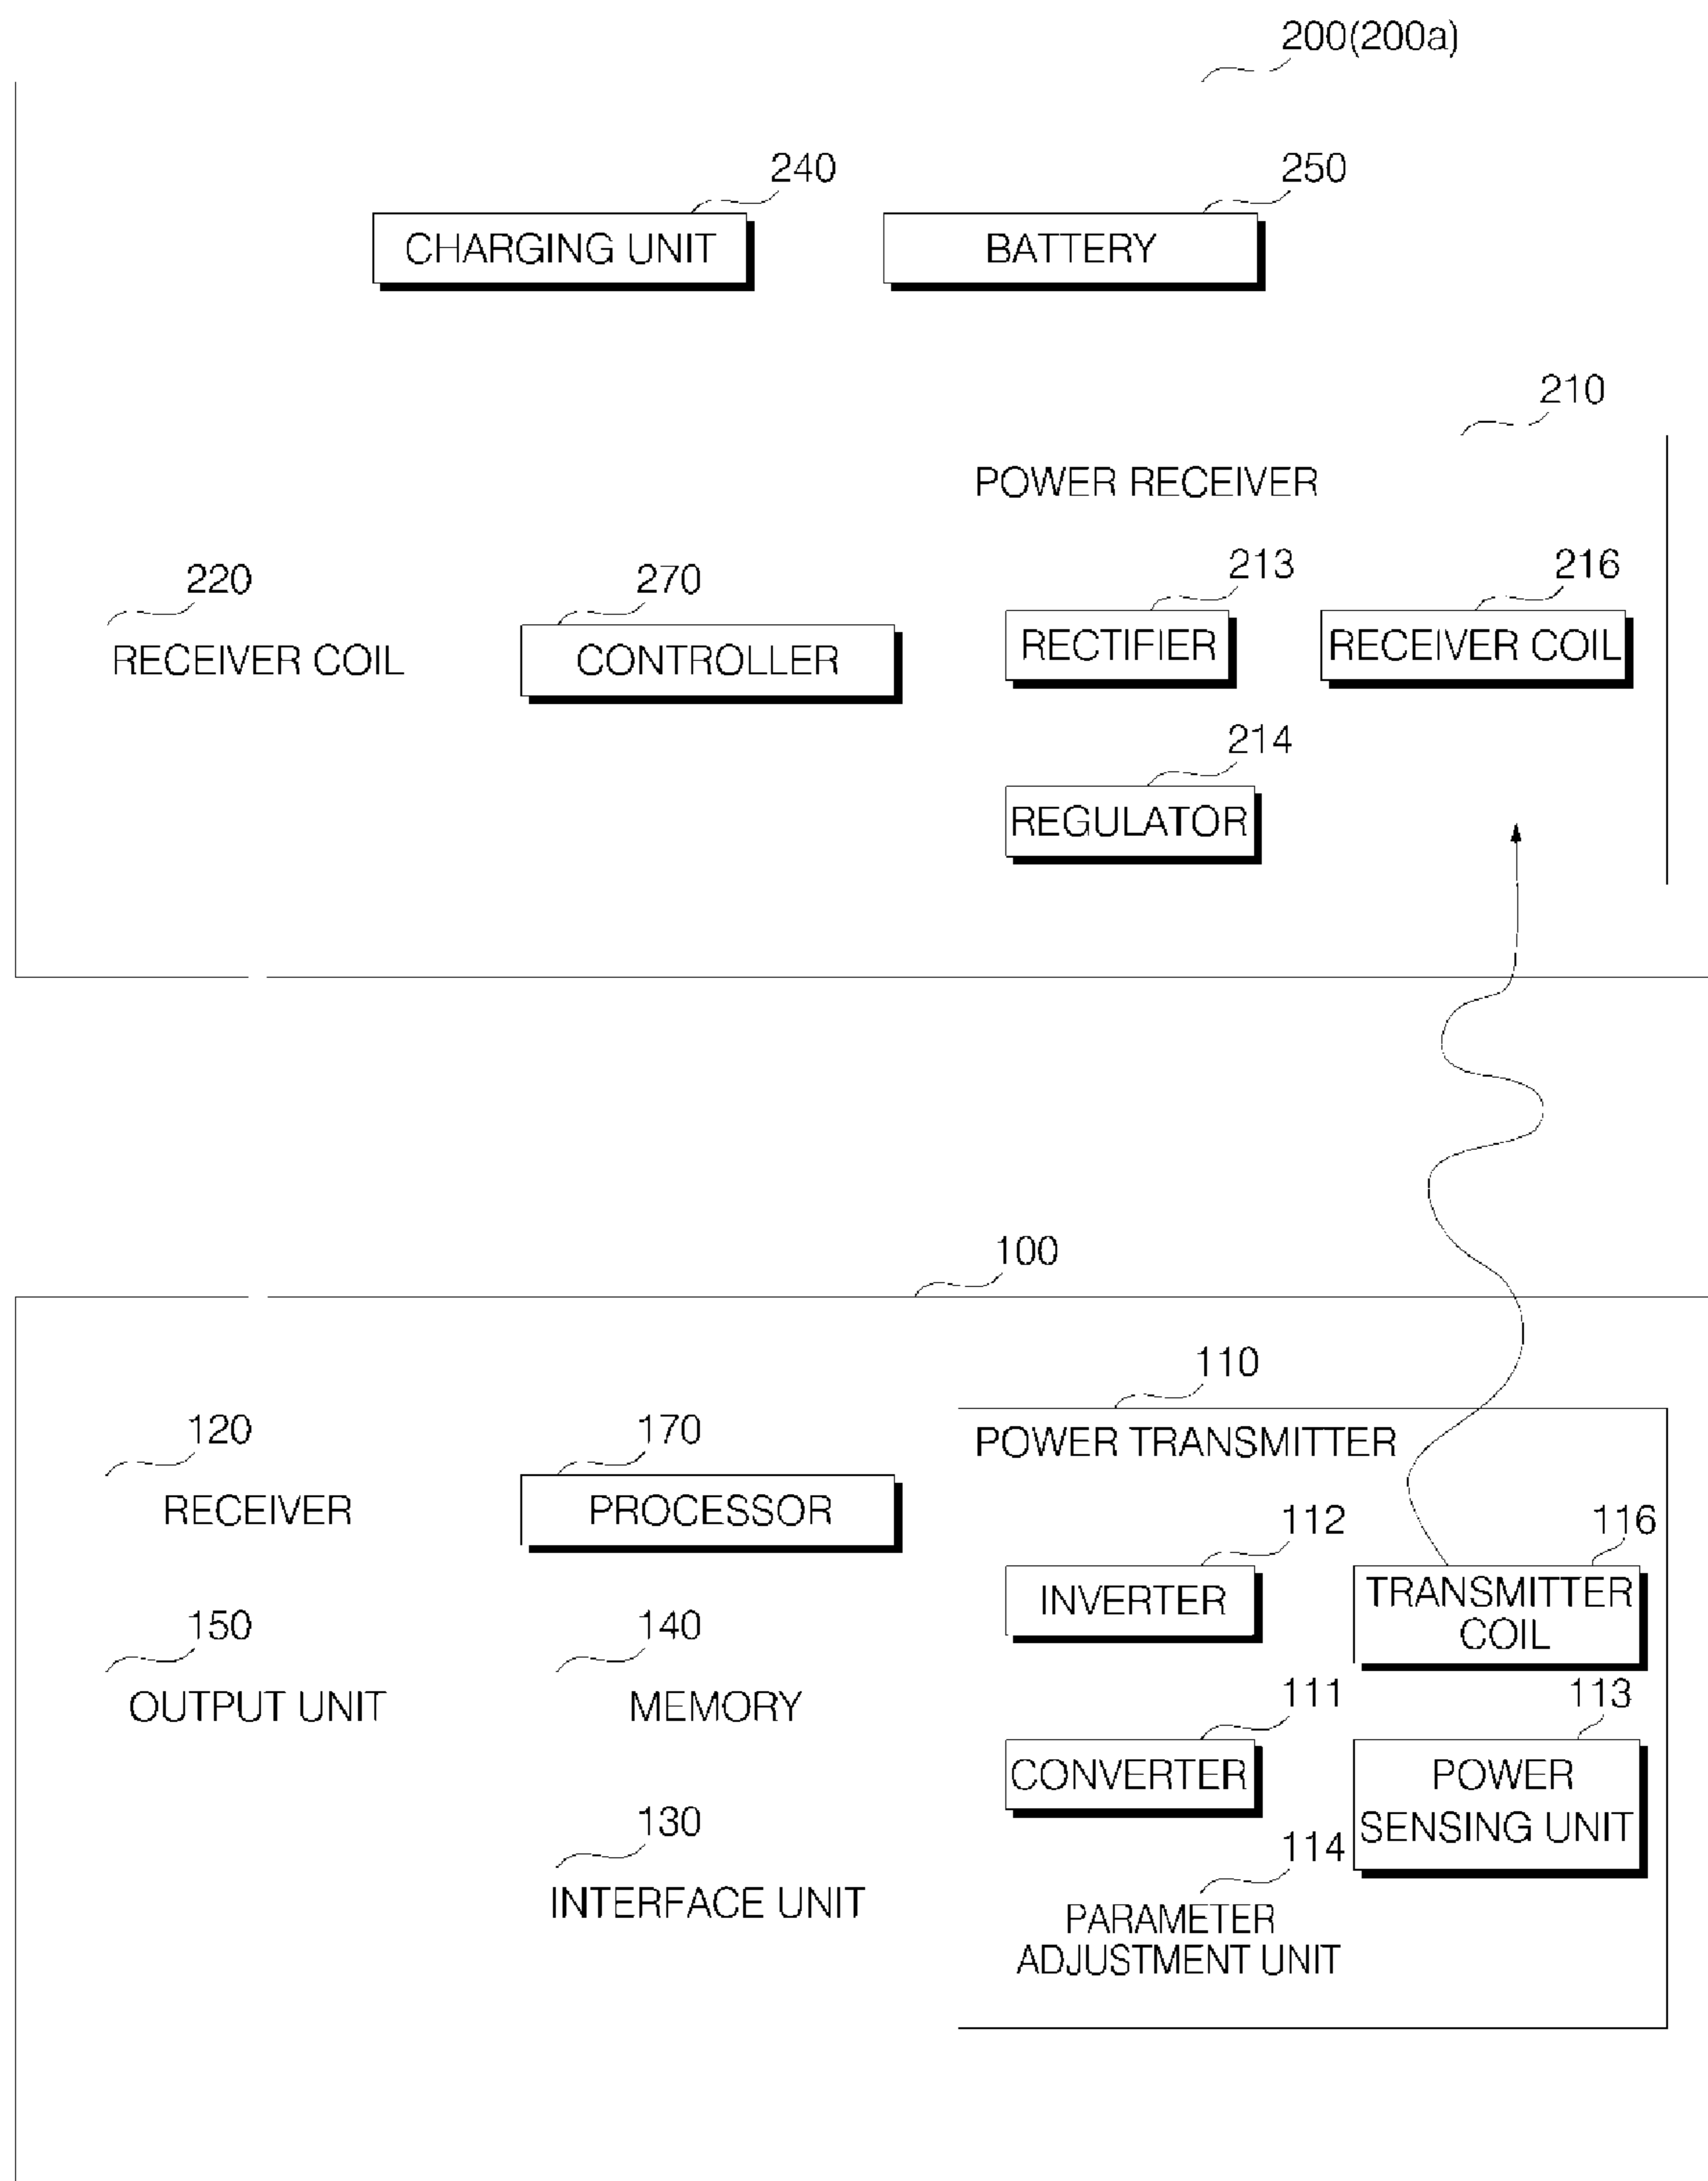 200(200a)
240
250
CHARGING UNIT
BATTERY
210
POWER RECEIVER
220
270
213
216
RECEIVER COIL
CONTROLLER
RECTIFIER
RECEIVER COIL
214
REGULATOR
100
110
POWER TRANSMITTER
120
170
RECEIVER
PROCESSOR
112
116
INVERTER
TRANSMITTER
COIL
150
140
OUTPUT UNIT
MEMORY
111
113
CONVERTER
POWER
SENSING UNIT
130
INTERFACE UNIT
114
PARAMETER
ADJUSTMENT UNIT